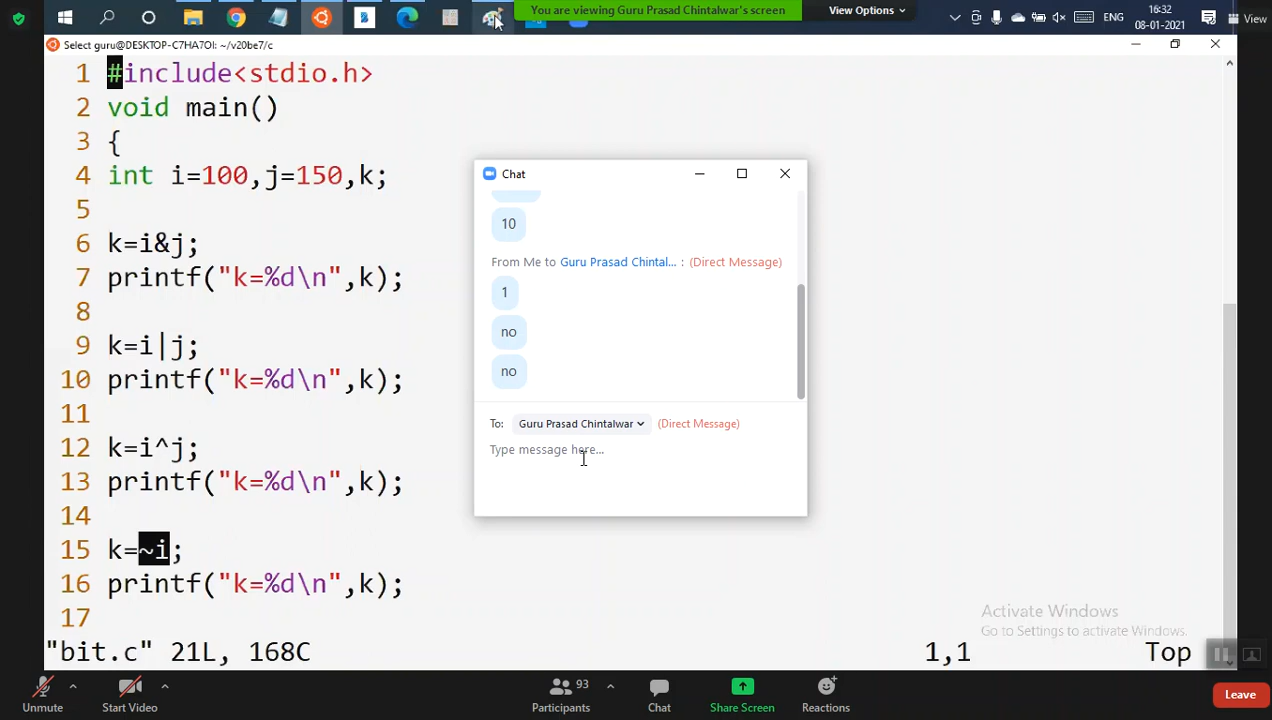 You are viewing Guru Prasad Chintalwar's screen
View Options
ENG
16:32
08-01-2021
View
Select guru@DESKTOP-C7HA7OI: ~/v20be7/c
1 #include<stdio.h>
2 void main()
3 {
4 int i=100,j=150,k;
5
6 k=i&j;
7 printf("k=%d\n",k);
8
9 k=i|j;
10 printf("k=%d\n",k);
11
12 k=i^j;
13 printf("k=%d\n",k);
14
15 k=~i;
16 printf("k=%d\n",k);
17
"bit.c" 21L, 168C
1,1
Top
Chat
10
From Me to Guru Prasad Chintal... : (Direct Message)
1
no
no
To: Guru Prasad Chintalwar (Direct Message)
Type message here...
Activate Windows
Go to Settings to activate Windows.
Unmute
Start Video
93
Participants
Chat
Share Screen
Reactions
Leave